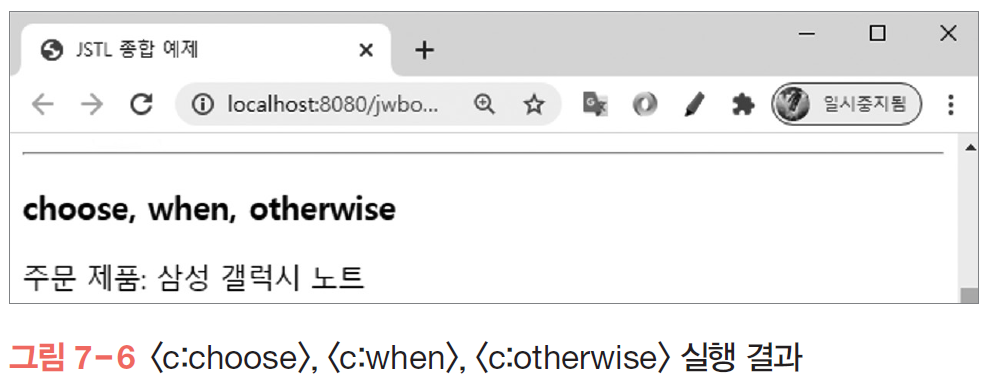 JSTL 종합 예제
localhost:8080/jwbo...
일시중지됨
choose, when, otherwise
주문 제품: 삼성 갤럭시 노트
그림 7-6 〈c:choose〉, 〈c:when〉, 〈c:otherwise〉 실행 결과